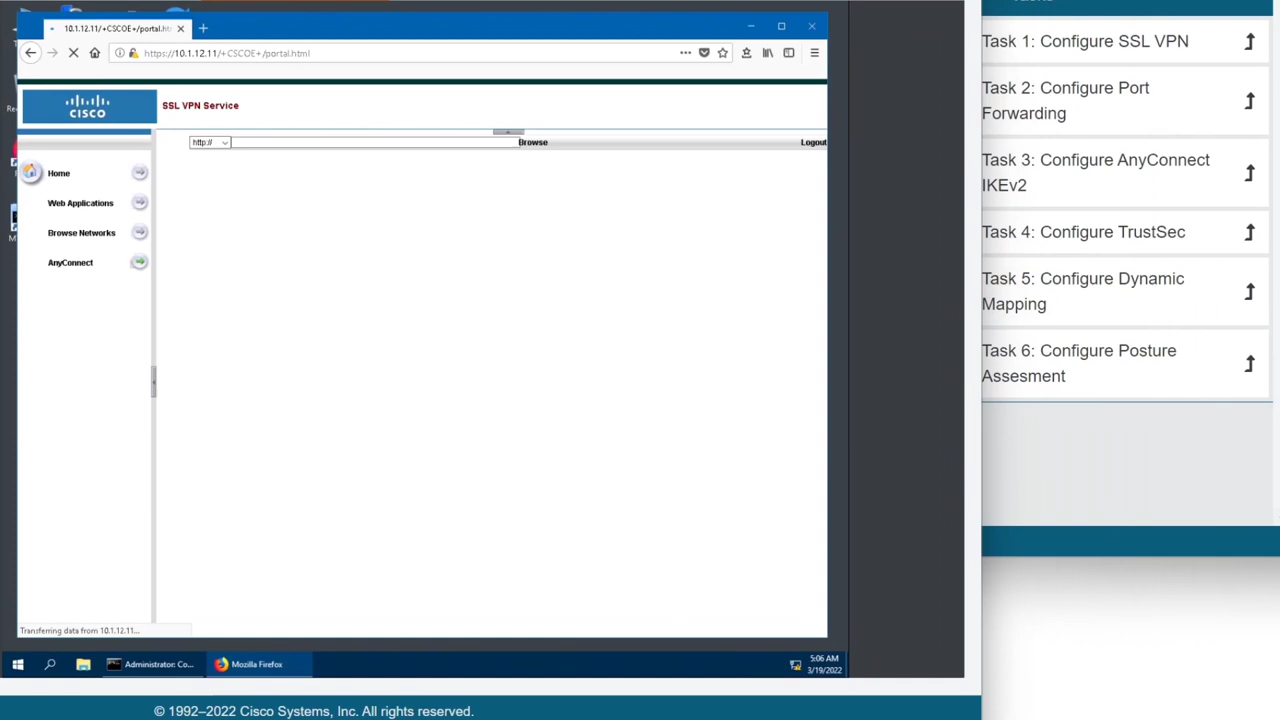 10.1.12.11/+CSCOE+/portal.ht
https://10.1.12.11/+CSCOE+/portal.html
CISCO
SSL VPN Service
http://
Browse
Logout
Home
Web Applications
Browse Networks
AnyConnect
Transferring data from 10.1.12.11...
Administrator: Co...
Mozilla Firefox
5:06 AM
3/19/2022
Task 1: Configure SSL VPN
Task 2: Configure Port
Forwarding
Task 3: Configure AnyConnect
IKEv2
Task 4: Configure TrustSec
Task 5: Configure Dynamic
Mapping
Task 6: Configure Posture
Assesment
© 1992–2022 Cisco Systems, Inc. All rights reserved.